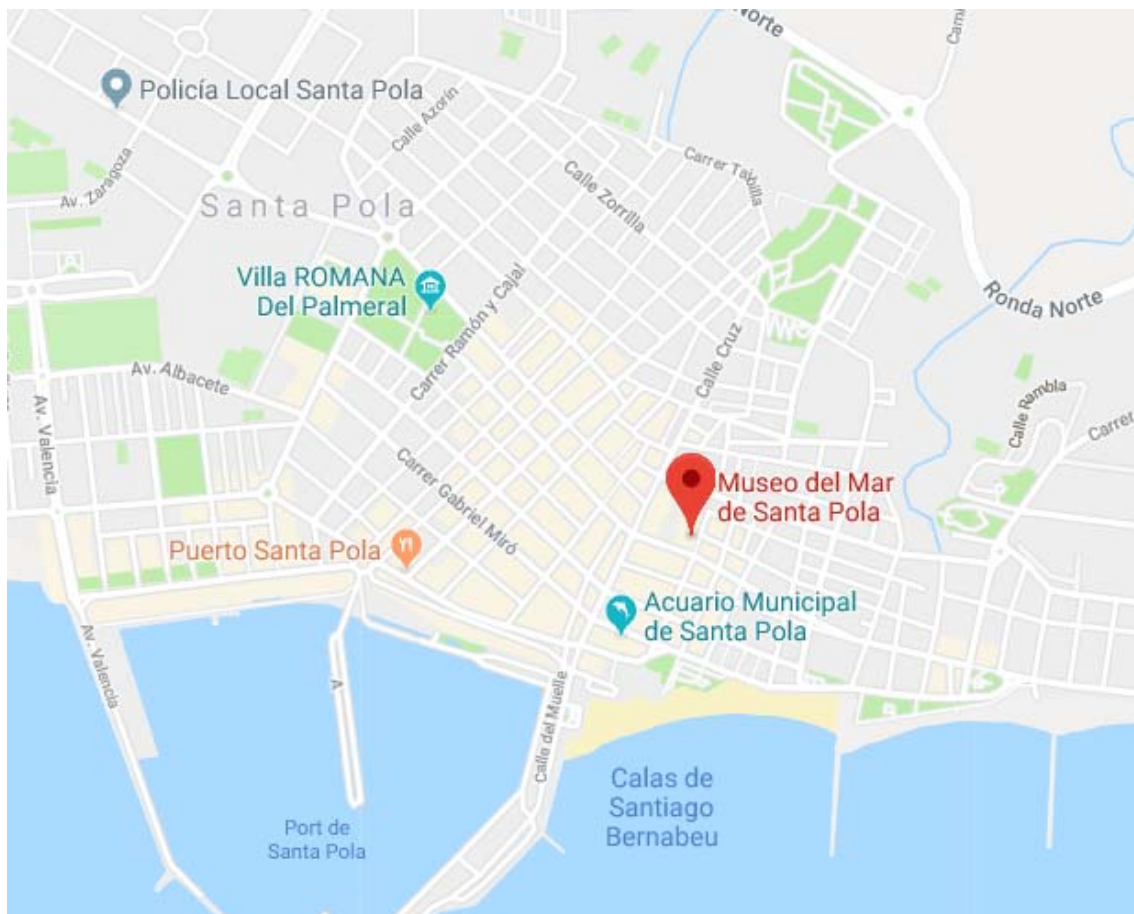 Norte
Cami
Policía Local Santa Pola
Calle Azorín
Carrer Taibilla
Av. Zaragoza
Calle Zorrilla
Santa Pola
Villa ROMANA
Del Palmeral
Ronda Norte
Carrer Ramón y Cajal
Calle Cruz
Av. Albacete
Calle Rambla
Av. Valencia
Carrer
Carrer Gabriel Miró
Museo del Mar
de Santa Pola
Puerto Santa Pola
Acuario Municipal
de Santa Pola
Av. Valencia
A
Calle del Muelle
Calas de
Santiago
Bernabeu
Port de
Santa Pola